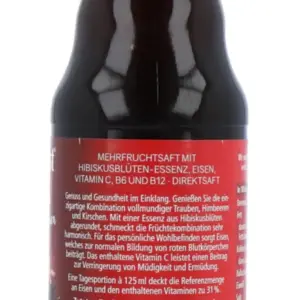 MEHRFRUCHTSAFT MIT
HIBISKUSBLÜTEN-ESSENZ, EISEN,
VITAMIN C, B6 UND B12 - DIREKTSAFT
Genuss und Gesundheit im Einklang. Genießen Sie die ein-
zigartige Kombination vollmundiger Trauben, Himbeeren
und Kirschen. Mit einer Essenz aus Hibiskusblüten
abgerundet, schmeckt die Früchtekombination sehr
harmonisch. Für das persönliche Wohlbefinden sorgt Eisen,
welches zur normalen Bildung von roten Blutkörperchen
beiträgt. Das enthaltene Vitamin C leistet einen Beitrag
zur Verringerung von Müdigkeit und Ermüdung.
Eine Tagesportion à 125 ml deckt die Referenzmenge
an Eisen und enthaltenen Vitaminen zu 31 %.